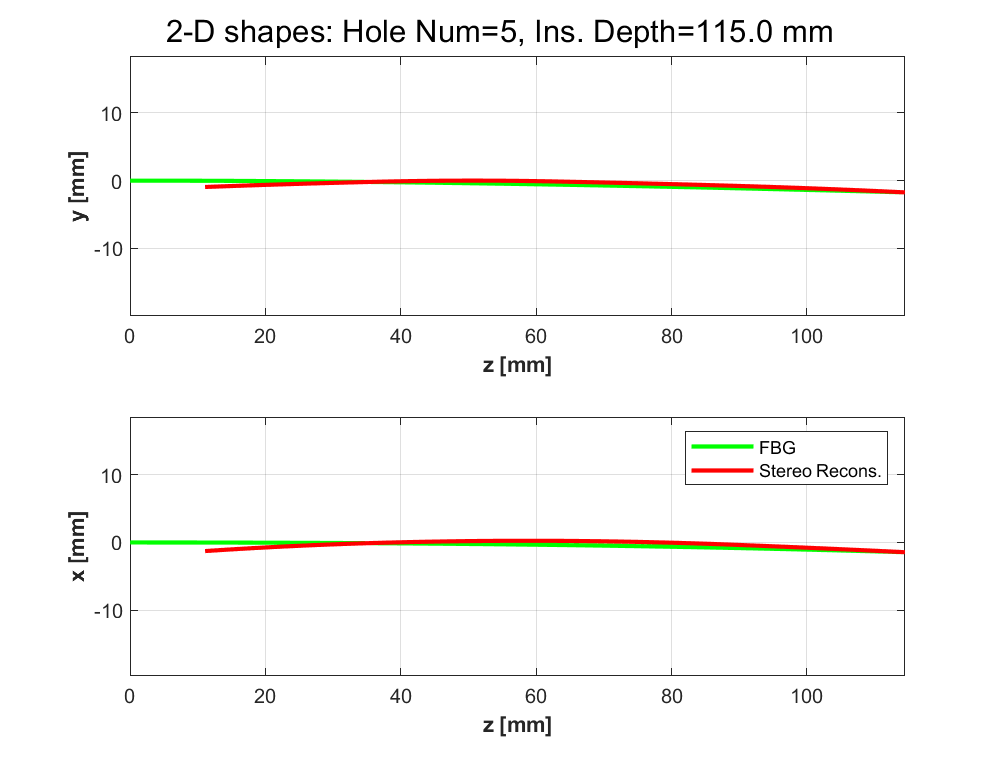 2-D shapes: Hole Num=5, Ins. Depth=115.0 mm
10
0
-10
y [mm]
0 20 40 60 80 100
z [mm]
FBG
Stereo Recons.
10
0
-10
x [mm]
0 20 40 60 80 100
z [mm]